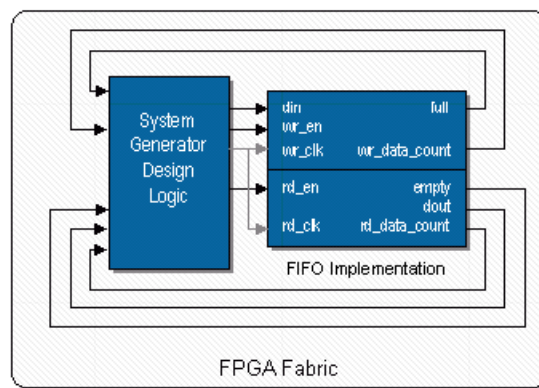 System
Generator
Design
Logic
din full
wr_en
wr_clk wr_data_count
rd_en empty
dout
rd_clk rd_data_count
FIFO Implementation
FPGA Fabric